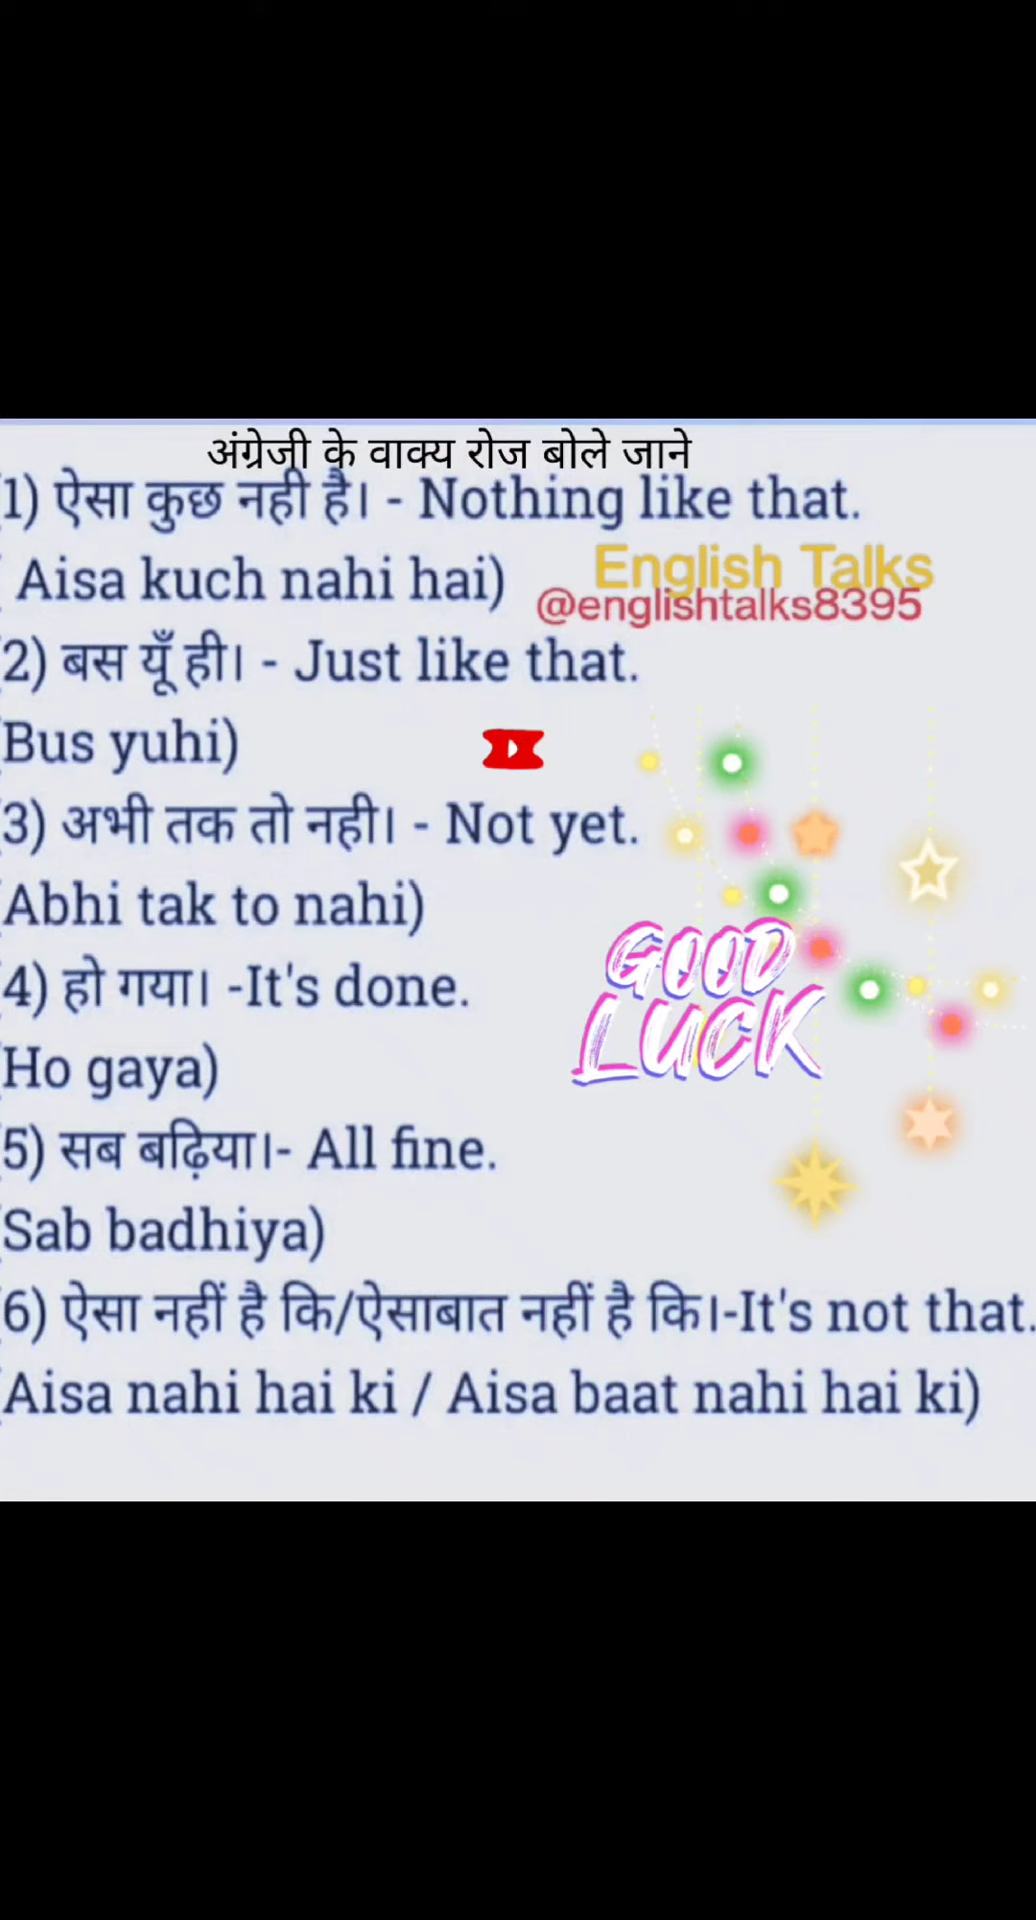 अंग्रेजी के वाक्य रोज बोले जाने
1) ऐसा कुछ नही है। - Nothing like that.
Aisa kuch nahi hai)
English Talks
@englishtalks8395
2) बस यूँ ही। - Just like that.
(Bus yuhi)
3) अभी तक तो नही। - Not yet.
(Abhi tak to nahi)
4) हो गया। -It's done.
(Ho gaya)
GOOD
LUCK
5) सब बढ़िया।- All fine.
(Sab badhiya)
6) ऐसा नहीं है कि/ऐसाबात नहीं है कि।-It's not that.
(Aisa nahi hai ki / Aisa baat nahi hai ki)